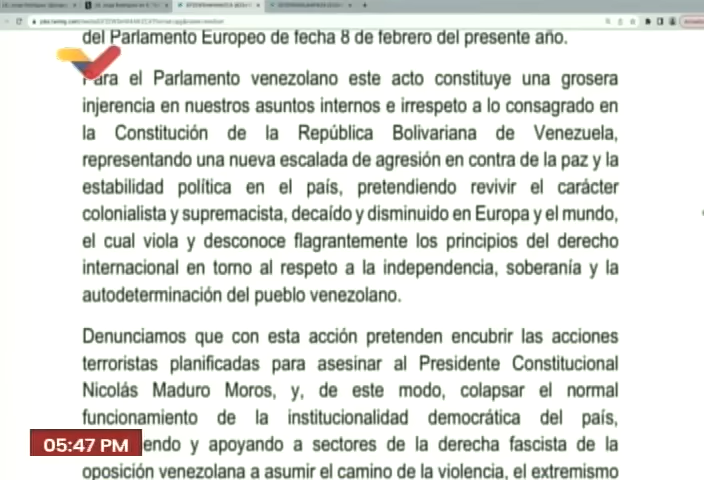 del Parlamento Europeo de fecha 8 de febrero del presente año.
Para el Parlamento venezolano este acto constituye una grosera
injerencia en nuestros asuntos internos e irrespeto a lo consagrado en
la Constitución de la República Bolivariana de Venezuela,
representando una nueva escalada de agresión en contra de la paz y la
estabilidad política en el país, pretendiendo revivir el carácter
colonialista y supremacista, decaído y disminuido en Europa y el mundo,
el cual viola y desconoce flagrantemente los principios del derecho
internacional en torno al respeto a la independencia, soberanía y la
autodeterminación del pueblo venezolano.
Denunciamos que con esta acción pretenden encubrir las acciones
terroristas planificadas para asesinar al Presidente Constitucional
Nicolás Maduro Moros, y, de este modo, colapsar el normal
funcionamiento de la institucionalidad democrática del país,
endo y apoyando a sectores de la derecha fascista de la
oposición venezolana a asumir el camino de la violencia, el extremismo
05:47 PM